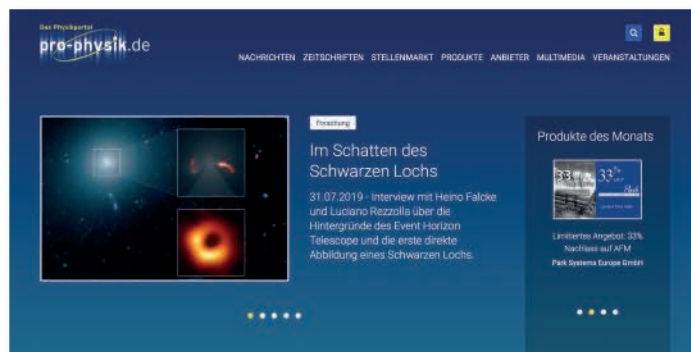 Das Physikportal
pro-physik.de
NACHRICHTEN ZEITSCHRIFTEN STELLENMARKT PRODUKTE ANBIETER MULTIMEDIA VERANSTALTUNGEN
Forschung
Im Schatten des
Schwarzen Lochs
31.07.2019 - Interview mit Heino Falcke
und Luciano Rezzolla über die
Hintergründe des Event Horizon
Telescope und die erste direkte
Abbildung eines Schwarzen Lochs.
Produkte des Monats
33
33%
Limitiertes Angebot: 33%
Nachlass auf AFM
Park Systems Europe GmbH